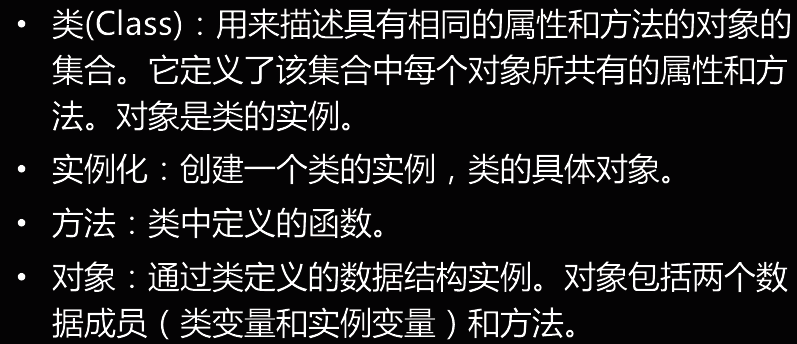 • 类(Class)：用来描述具有相同的属性和方法的对象的
集合。它定义了该集合中每个对象所共有的属性和方
法。对象是类的实例。
• 实例化：创建一个类的实例，类的具体对象。
• 方法：类中定义的函数。
• 对象：通过类定义的数据结构实例。对象包括两个数
据成员（类变量和实例变量）和方法。